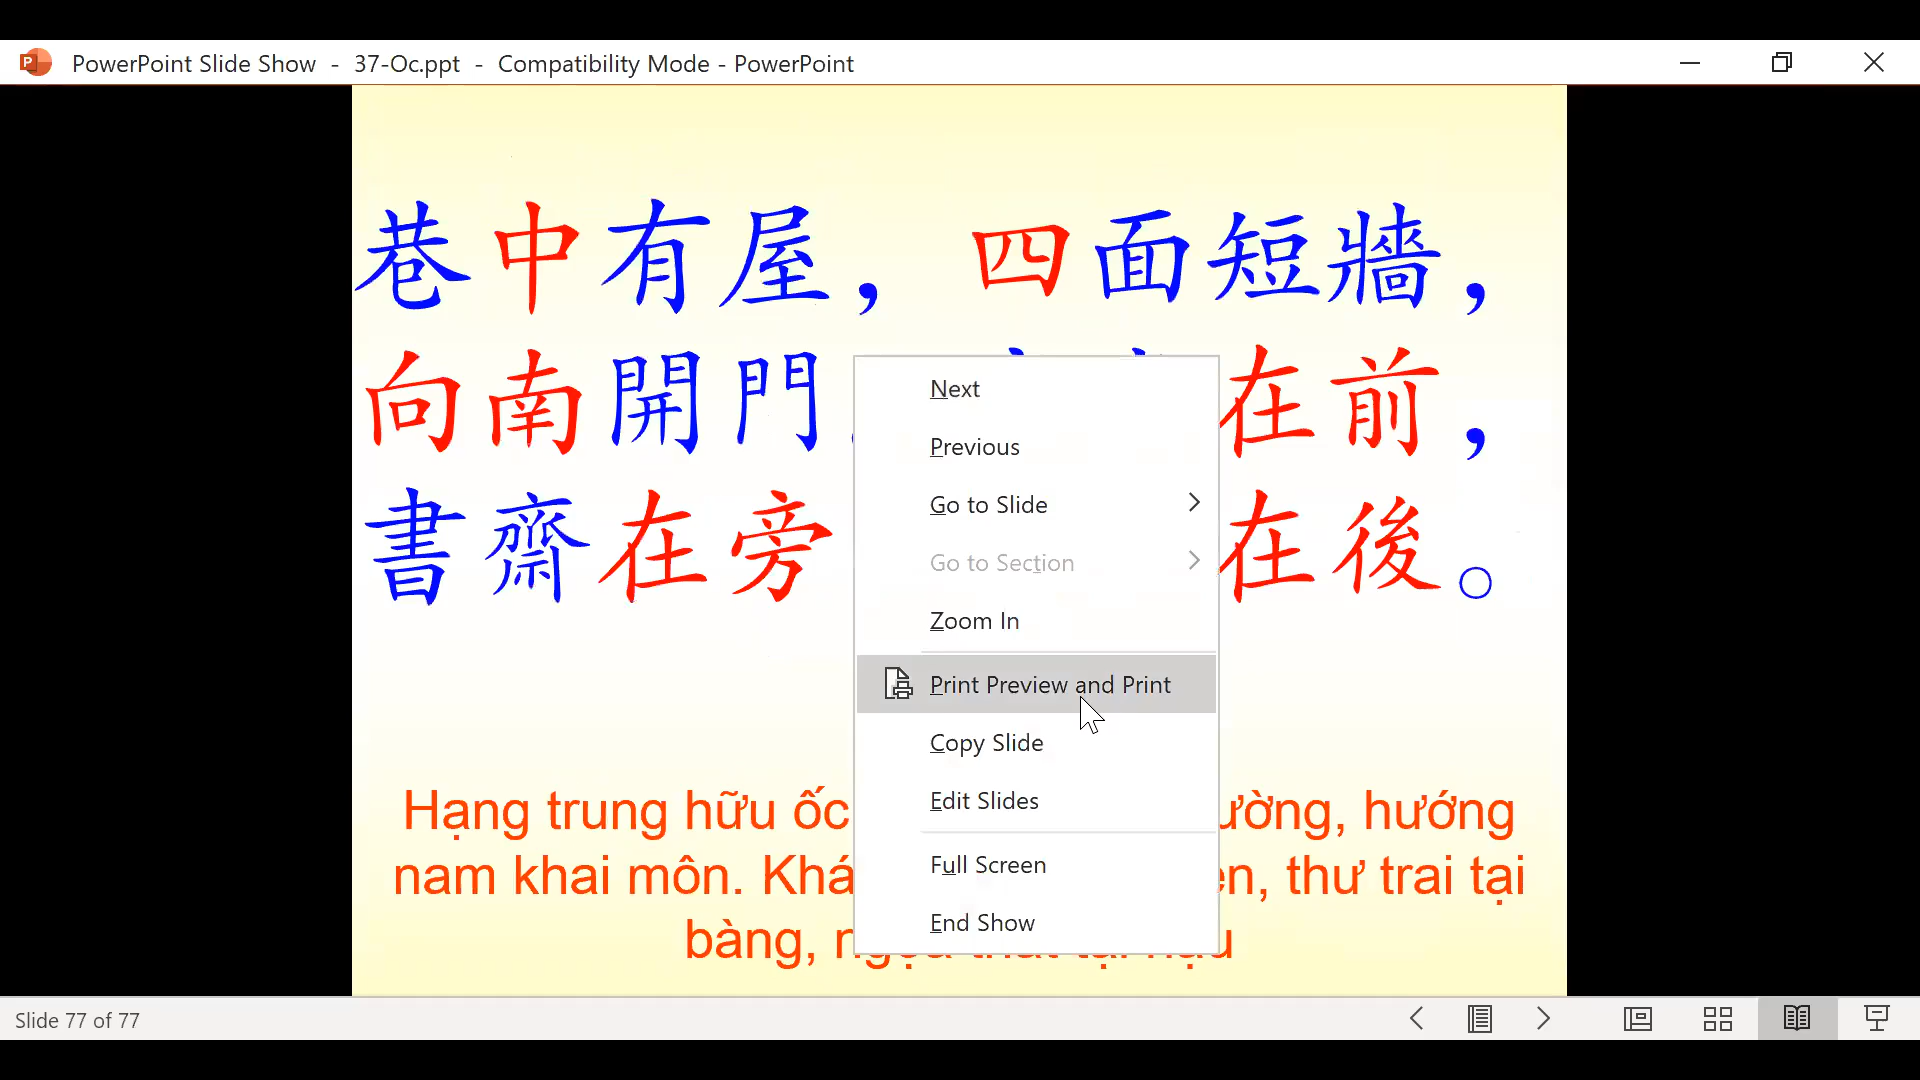 PowerPoint Slide Show - 37-Oc.ppt - Compatibility Mode - PowerPoint
巷中有屋，四面短牆，
向南開門 在前，
書齋在旁 在後。
Next
Previous
Go to Slide
Go to Section
Zoom In
Print Preview and Print
Copy Slide
Edit Slides
Full Screen
End Show
Hạng trung hữu ốc hướng
nam khai môn. thư trai tại
bàng,
Slide 77 of 77